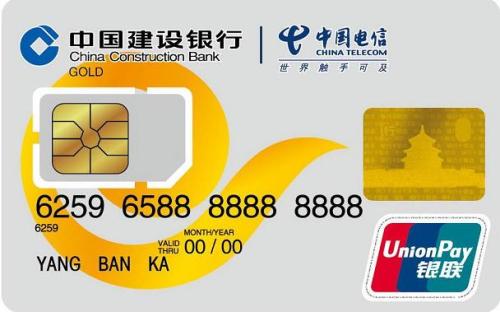 中国建设银行
China Construction Bank
GOLD
中国电信
CHINA TELECOM
世界触手可及
6259 6588 8888 8888
6259
MONTH/YEAR
VALID THRU 00 / 00
YANG BAN KA
UnionPay
银联